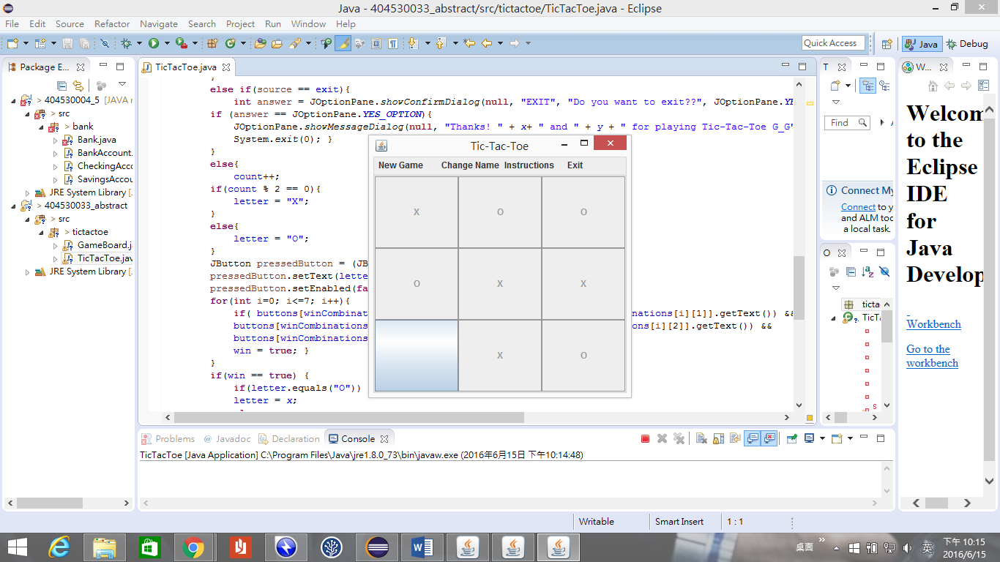 Java - 404530033_abstract/src/tictactoe/TicTacToe.java - Eclipse
File Edit Source Refactor Navigate Search Project Run Window Help
Quick Access
Java
Debug
Package E...
> 404530004_5 [JAVA
> src
> bank
Bank.java
BankAccount.
CheckingAcc
SavingsAccou
JRE System Library [.
> 404530033_abstract
> src
> tictactoe
GameBoard.j
TicTacToe.jav
JRE System Library [.
TicTacToe.java
}
else if(source == exit){
int answer = JOptionPane.showConfirmDialog(null, "EXIT", "Do you want to exit??", JOptionPane.YE
if (answer == JOptionPane.YES_OPTION){
JOptionPane.showMessageDialog(null, "Thanks! " + x+ " and " + y + " for playing Tic-Tac-Toe G_G"
System.exit(0); }
}
else{
count++;
if(count % 2 == 0){
letter = "X";
}
else{
letter = "O";
}
JButton pressedButton = (JB
pressedButton.setText(lette
pressedButton.setEnabled(fa
for(int i=0; i<=7; i++){
if( buttons[winCombinat nations[i][1]].getText()) &&
buttons[winCombinations ns[i][2]].getText()) &&
buttons[winCombinations
win = true; }
}
if(win == true) {
if(letter.equals("O"))
letter = x;
Tic-Tac-Toe
New Game Change Name Instructions Exit
X O O
O X X
X O
T
Find
A
Connect My
Connect to y
and ALM too
a local task.
O
tictac
TicTa
S
W...
Welcom
to the
Eclipse
IDE
for
Java
Develop
Workbench
Go to the
workbench
Problems @ Javadoc Declaration Console
TicTacToe [Java Application] C:\Program Files\Java\jre1.8.0_73\bin\javaw.exe (2016年6月15日 下午10:14:48)
Writable Smart Insert 1 : 1
桌面 » 英 下午 10:15
2016/6/15